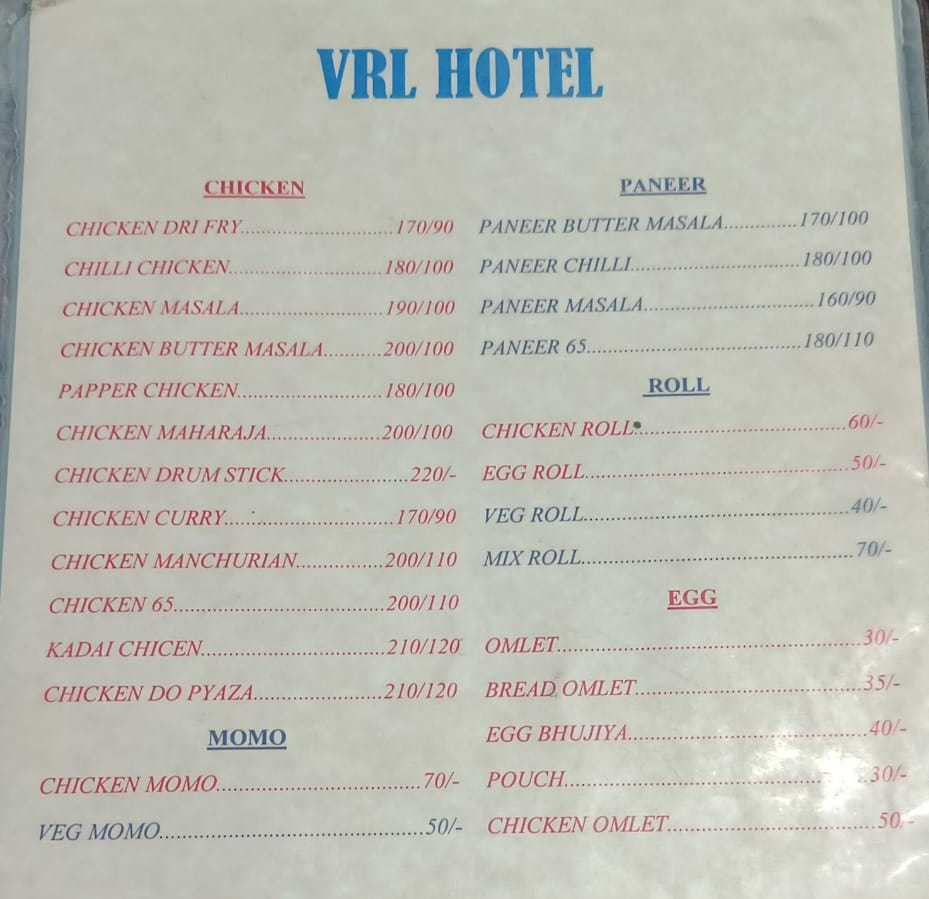 VRL HOTEL
CHICKEN
CHICKEN DRI FRY..............................170/90
CHILLI CHICKEN..............................180/100
CHICKEN MASALA............................190/100
CHICKEN BUTTER MASALA...........200/100
PAPPER CHICKEN............................180/100
CHICKEN MAHARAJA......................200/100
CHICKEN DRUM STICK........................220/-
CHICKEN CURRY.................................170/90
CHICKEN MANCHURIAN.................200/110
CHICKEN 65........................................200/110
KADAI CHICEN...................................210/120
CHICKEN DO PYAZA.........................210/120
MOMO
CHICKEN MOMO.......................................70/-
VEG MOMO..................................................50/-
PANEER
PANEER BUTTER MASALA..............170/100
PANEER CHILLI.................................180/100
PANEER MASALA.................................160/90
PANEER 65.........................................180/110
ROLL
CHICKEN ROLL.........................................60/-
EGG ROLL...................................................50/-
VEG ROLL...................................................40/-
MIX ROLL....................................................70/-
EGG
OMLET..........................................................30/-
BREAD OMLET...........................................35/-
EGG BHUJIYA..............................................40/-
POUCH.........................................................30/-
CHICKEN OMLET.......................................50/-